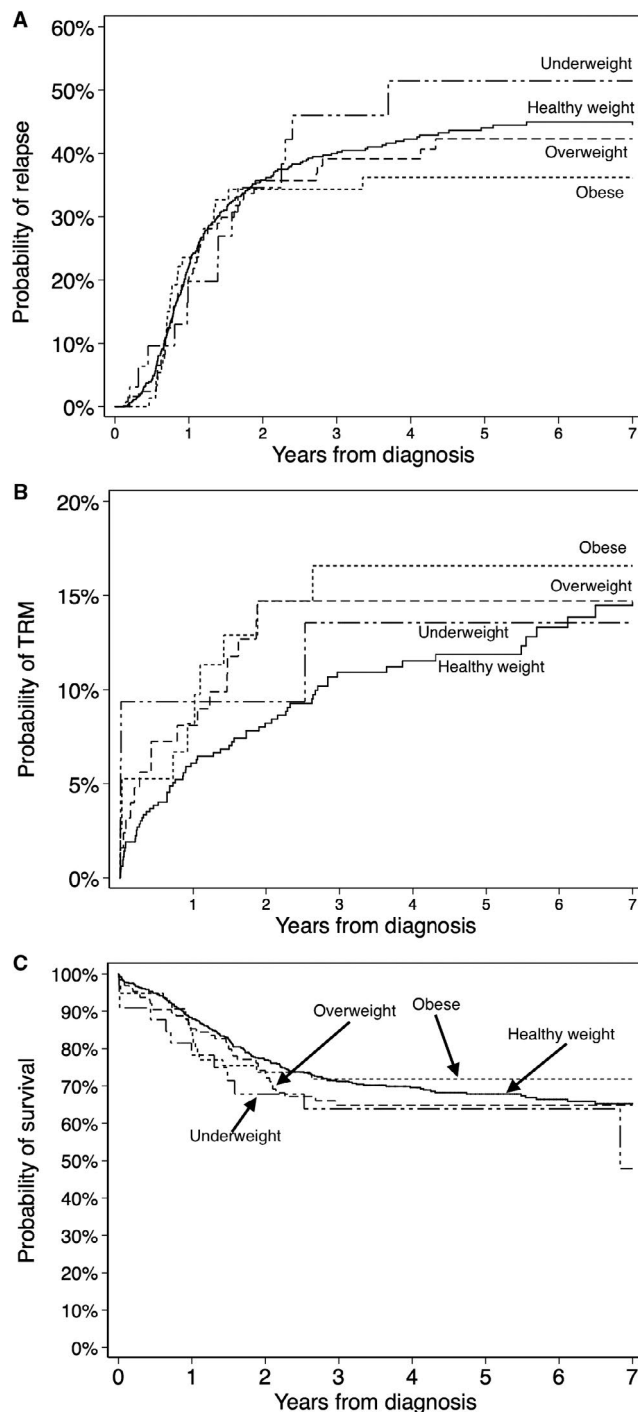 A
60%
50%
40%
30%
20%
10%
0%
Probability of relapse
Underweight
Healthy weight
Overweight
Obese
0 1 2 3 4 5 6 7
Years from diagnosis
B
20%
15%
10%
5%
0%
Probability of TRM
Obese
Overweight
Underweight
Healthy weight
1 2 3 4 5 6 7
Years from diagnosis
C
100%
90%
80%
70%
60%
50%
40%
30%
20%
10%
0%
Probability of survival
Overweight
Obese
Healthy weight
Underweight
0 1 2 3 4 5 6 7
Years from diagnosis